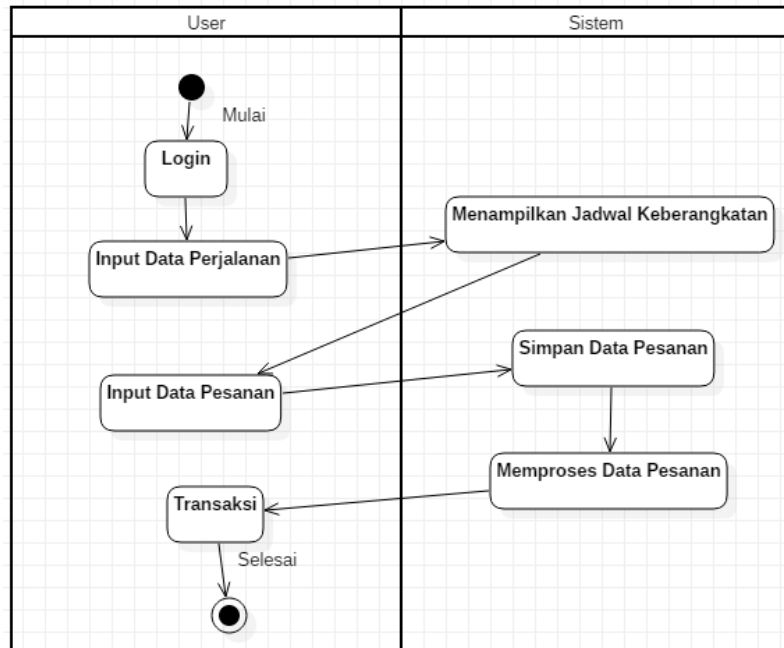 User
Sistem
Mulai
Login
Menampilkan Jadwal Keberangkatan
Input Data Perjalanan
Simpan Data Pesanan
Input Data Pesanan
Memproses Data Pesanan
Transaksi
Selesai